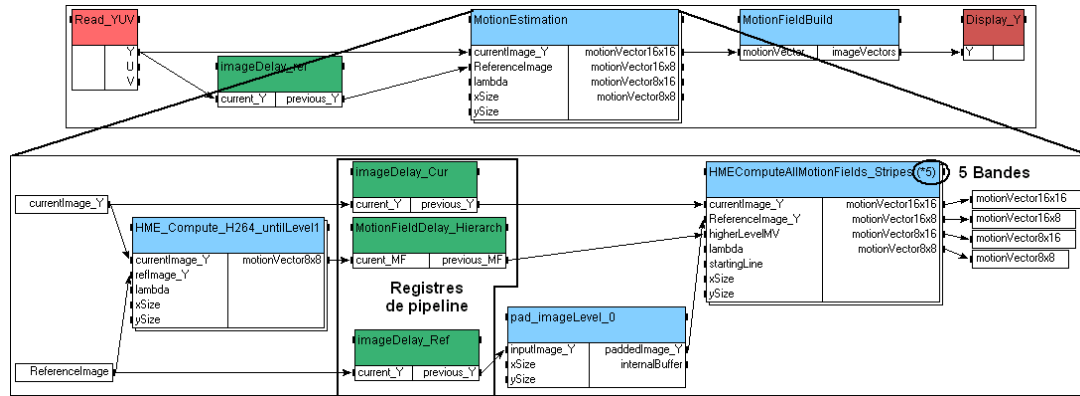 Read_YUV
Y
U
V
imageDelay_ref
current_Y previous_Y
MotionEstimation
currentImage_Y motionVector16x16
ReferenceImage motionVector16x8
lambda motionVector8x16
xSize motionVector8x8
ySize
MotionFieldBuild
motionVector imageVectors
Display_Y
Y
currentImage_Y
ReferenceImage
HME_Compute_H264_untilLevel1
currentImage_Y motionVector8x8
refImage_Y
lambda
xSize
ySize
imageDelay_Cur
current_Y previous_Y
MotionFieldDelay_Hierarch
curent_MF previous_MF
Registres
de pipeline
imageDelay_Ref
current_Y previous_Y
pad_imageLevel_0
inputImage_Y paddedImage_Y
xSize internalBuffer
ySize
HMEComputeAllMotionFields_Stripes (*5)
currentImage_Y motionVector16x16
ReferenceImage_Y motionVector16x8
higherLevelMV motionVector8x16
lambda motionVector8x8
startingLine
xSize
ySize
5 Bandes
motionVector16x16
motionVector16x8
motionVector8x16
motionVector8x8